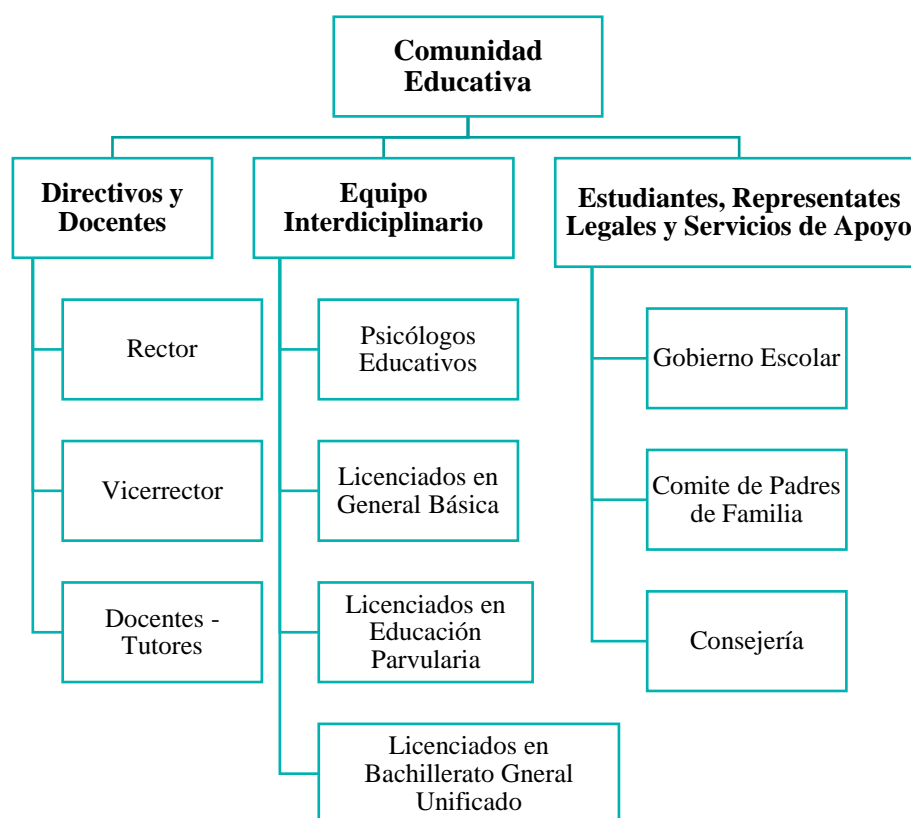 Comunidad
Educativa
Directivos y
Docentes
Rector
Vicerrector
Docentes -
Tutores
Equipo
Interdiciplinario
Psicólogos
Educativos
Licenciados en
General Básica
Licenciados en
Educación
Parvularia
Licenciados en
Bachillerato Gneral
Unificado
Estudiantes, Representates
Legales y Servicios de Apoyo
Gobierno Escolar
Comite de Padres
de Familia
Consejería